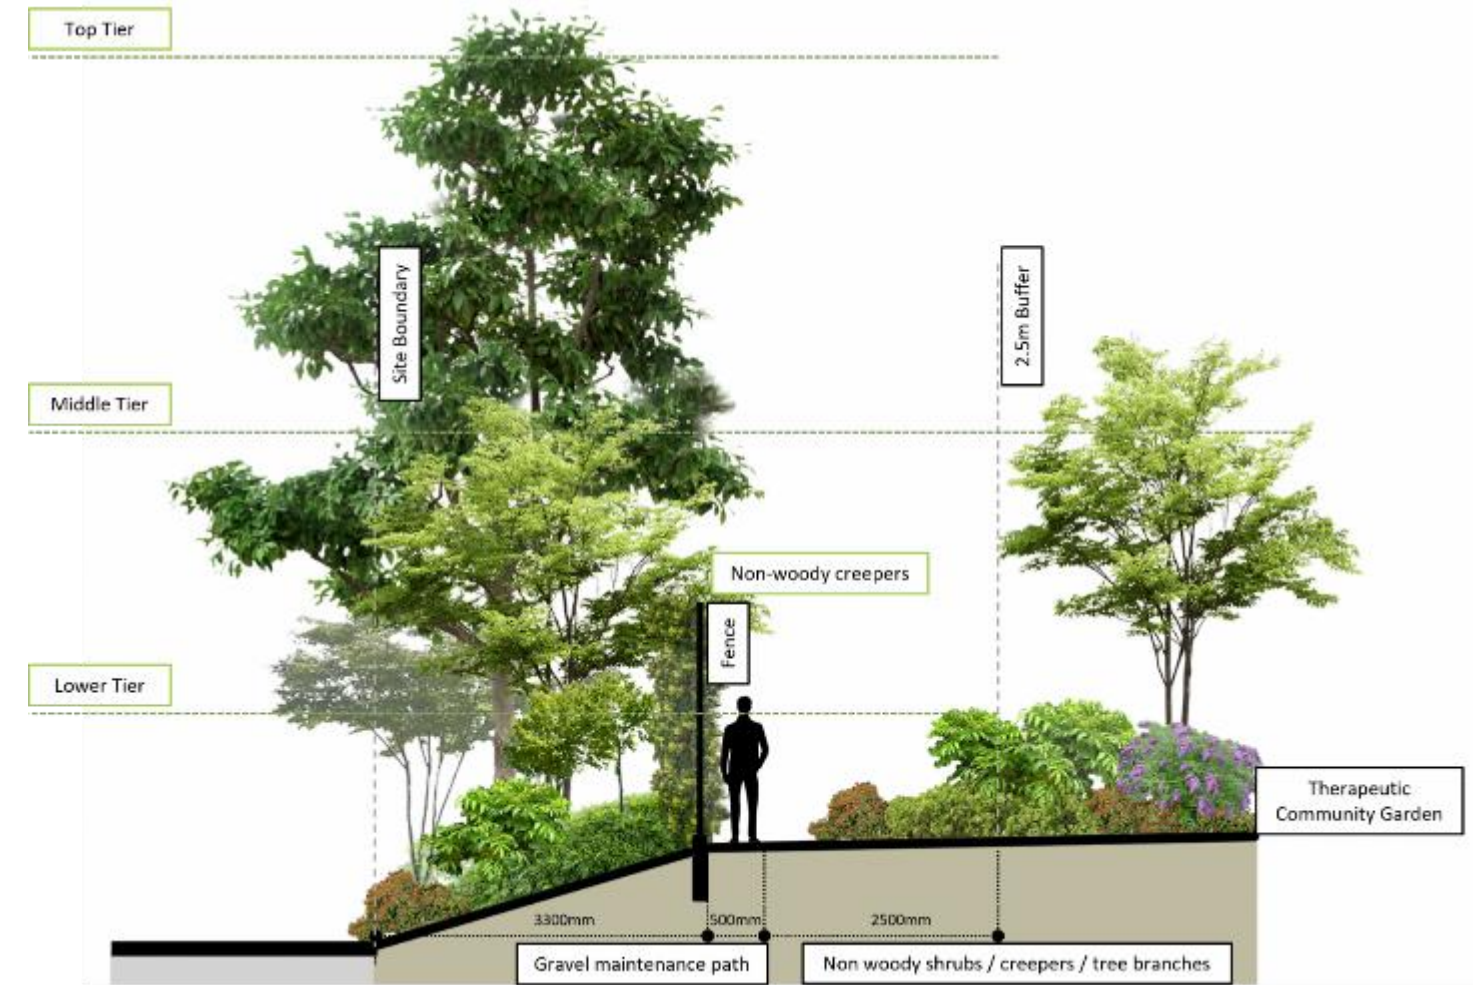 Top Tier
Site Boundary
2.5m Buffer
Middle Tier
Non-woody creepers
Fence
Lower Tier
Therapeutic
Community Garden
3300mm
500mm
2500mm
Gravel maintenance path
Non woody shrubs / creepers / tree branches